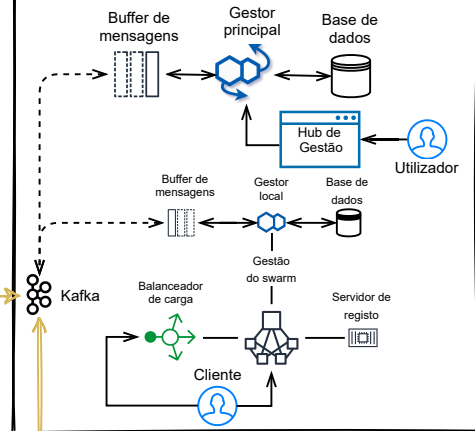 Buffer de
mensagens
Gestor
principal
Base de
dados
Hub de
Gestão
Utilizador
Buffer de
mensagens
Gestor
local
Base de
dados
Gestão
do swarm
Kafka
Balanceador
de carga
Servidor de
registo
Cliente